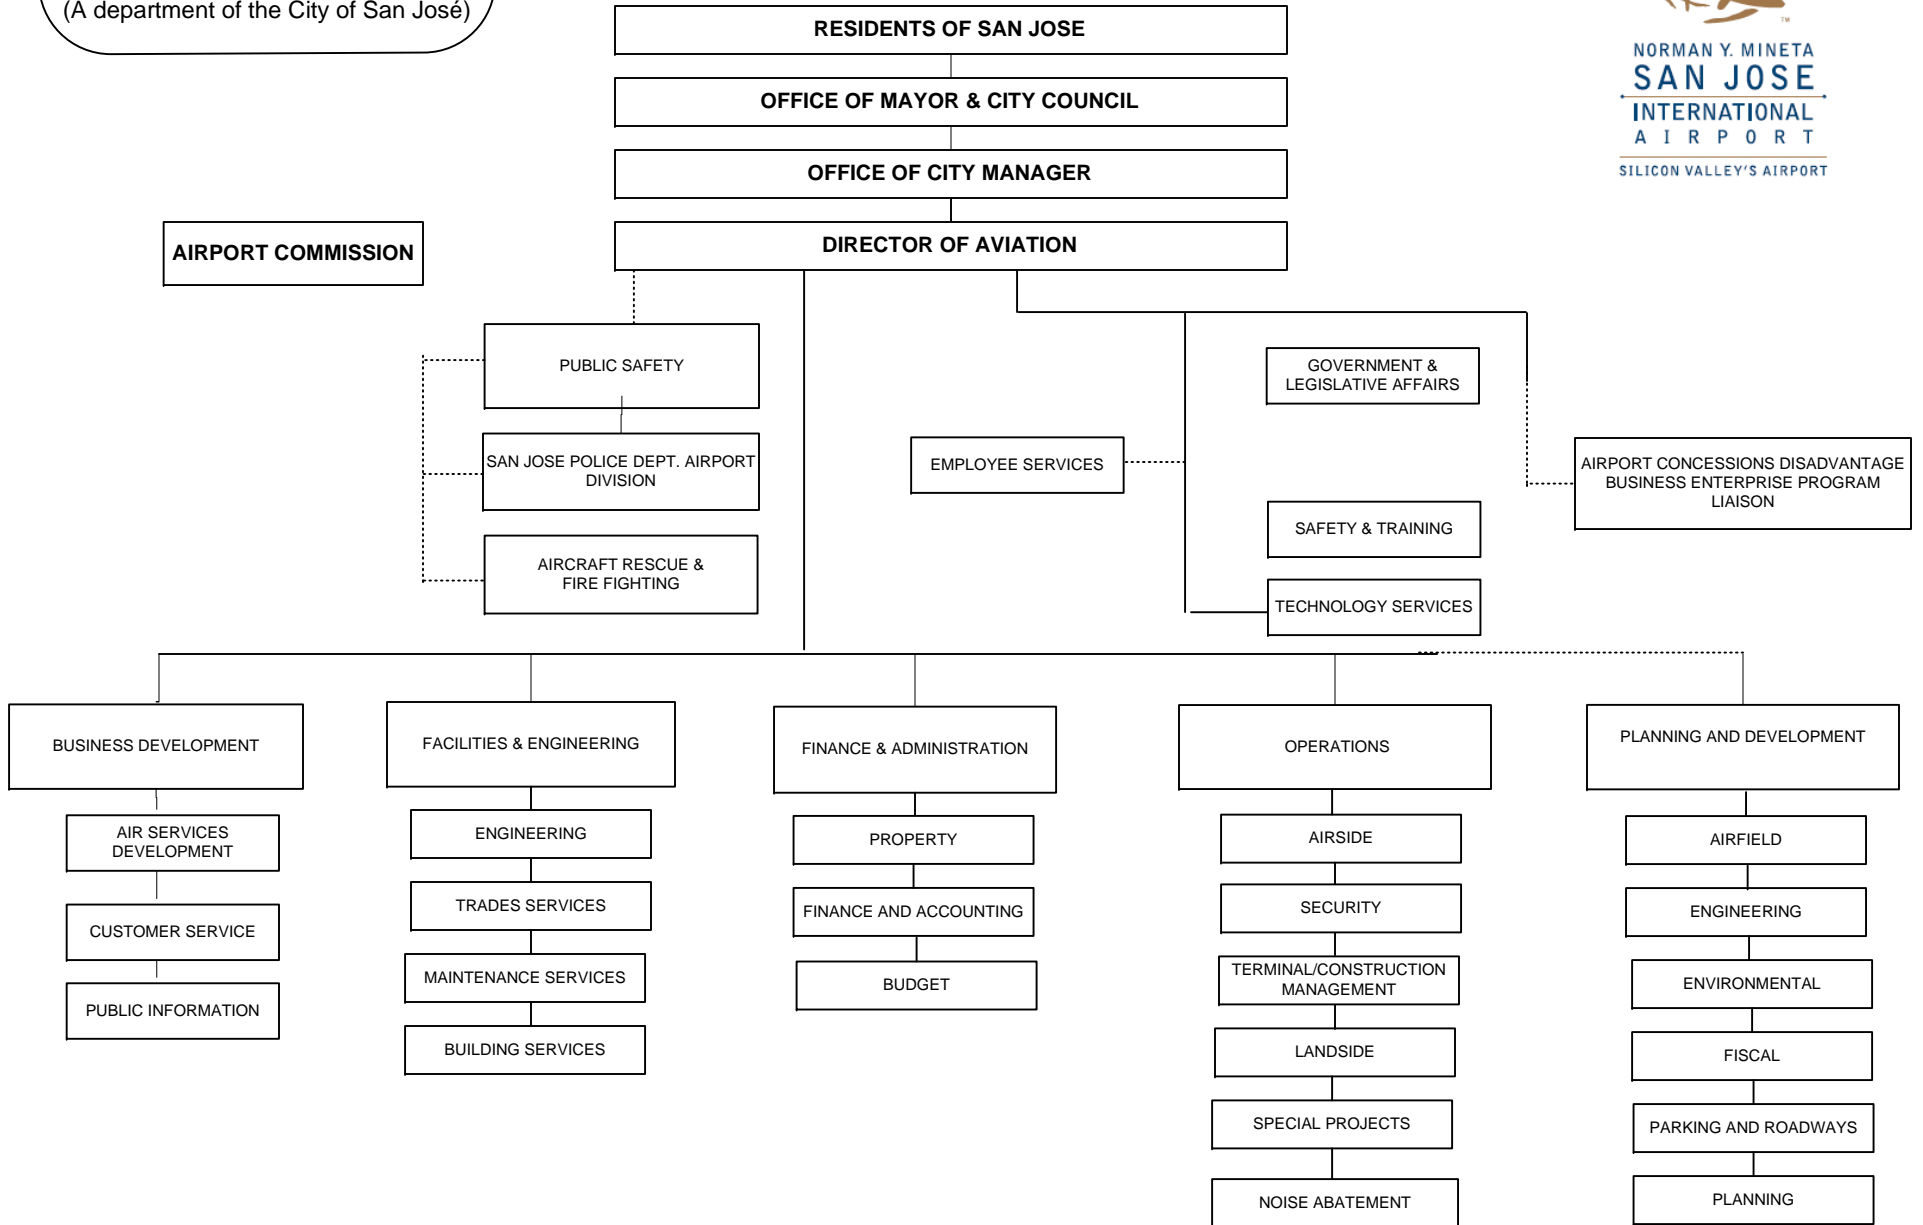 (A department of the City of San José)
RESIDENTS OF SAN JOSE
OFFICE OF MAYOR & CITY COUNCIL
OFFICE OF CITY MANAGER
DIRECTOR OF AVIATION
TM
NORMAN Y. MINETA
SAN JOSE
INTERNATIONAL
AIRPORT
SILICON VALLEY'S AIRPORT
AIRPORT COMMISSION
PUBLIC SAFETY
SAN JOSE POLICE DEPT. AIRPORT
DIVISION
AIRCRAFT RESCUE &
FIRE FIGHTING
EMPLOYEE SERVICES
GOVERNMENT &
LEGISLATIVE AFFAIRS
SAFETY & TRAINING
TECHNOLOGY SERVICES
AIRPORT CONCESSIONS DISADVANTAGE
BUSINESS ENTERPRISE PROGRAM
LIAISON
BUSINESS DEVELOPMENT
AIR SERVICES
DEVELOPMENT
CUSTOMER SERVICE
PUBLIC INFORMATION
FACILITIES & ENGINEERING
ENGINEERING
TRADES SERVICES
MAINTENANCE SERVICES
BUILDING SERVICES
FINANCE & ADMINISTRATION
PROPERTY
FINANCE AND ACCOUNTING
BUDGET
OPERATIONS
AIRSIDE
SECURITY
TERMINAL/CONSTRUCTION
MANAGEMENT
LANDSIDE
SPECIAL PROJECTS
NOISE ABATEMENT
PLANNING AND DEVELOPMENT
AIRFIELD
ENGINEERING
ENVIRONMENTAL
FISCAL
PARKING AND ROADWAYS
PLANNING